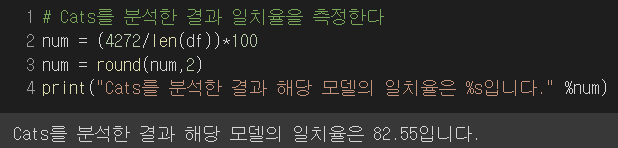 1 # Cats를 분석한 결과 일치율을 측정한다
2 num = (4272/len(df))*100
3 num = round(num,2)
4 print("Cats를 분석한 결과 해당 모델의 일치율은 %s입니다." %num)
Cats를 분석한 결과 해당 모델의 일치율은 82.55입니다.